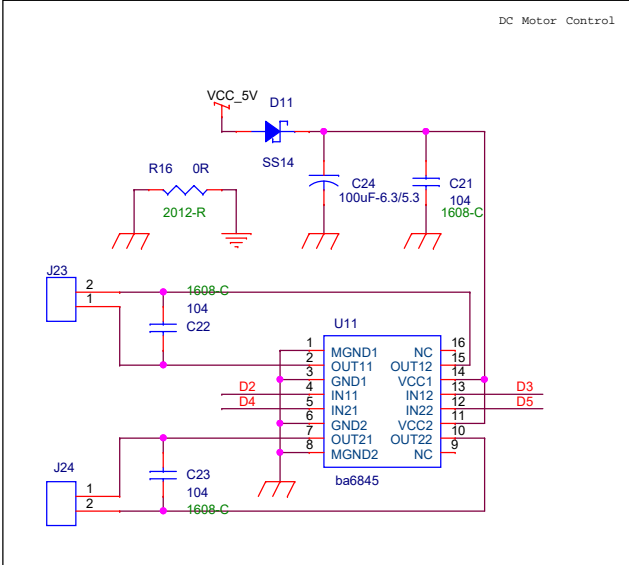 DC Motor Control
VCC_5V
D11
SS14
R16 0R
2012-R
C24
100uF-6.3/5.3
C21
104
1608-C
J23
2
1
1608-C
104
C22
U11
1 MGND1 NC 16
2 OUT11 OUT12 15
3 GND1 VCC1 14
D2 4 IN11 IN12 13 D3
D4 5 IN21 IN22 12 D5
6 GND2 VCC2 11
7 OUT21 OUT22 10
8 MGND2 NC 9
ba6845
J24
1
2
C23
104
1608-C